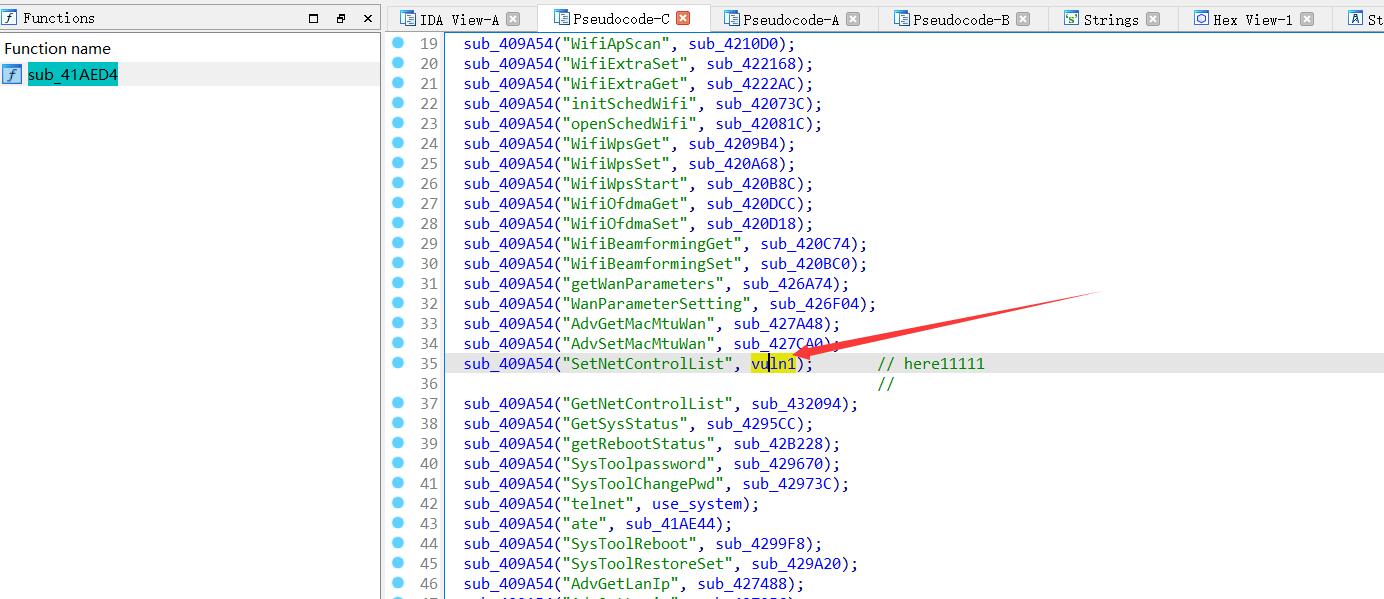 Functions
IDA View-A
Pseudocode-C
Pseudocode-A
Pseudocode-B
Strings
Hex View-1
St
Function name
sub_41AED4
19 sub_409A54("WifiApScan", sub_4210D0);
20 sub_409A54("WifiExtraSet", sub_422168);
21 sub_409A54("WifiExtraGet", sub_4222AC);
22 sub_409A54("initSchedWifi", sub_42073C);
23 sub_409A54("openSchedWifi", sub_42081C);
24 sub_409A54("WifiWpsGet", sub_4209B4);
25 sub_409A54("WifiWpsSet", sub_420A68);
26 sub_409A54("WifiWpsStart", sub_420B8C);
27 sub_409A54("WifiOfdmaGet", sub_420DCC);
28 sub_409A54("WifiOfdmaSet", sub_420D18);
29 sub_409A54("WifiBeamformingGet", sub_420C74);
30 sub_409A54("WifiBeamformingSet", sub_420BC0);
31 sub_409A54("getWanParameters", sub_426A74);
32 sub_409A54("WanParameterSetting", sub_426F04);
33 sub_409A54("AdvGetMacMtuWan", sub_427A48);
34 sub_409A54("AdvSetMacMtuWan", sub_427CA0);
35 sub_409A54("SetNetControlList", vuln1); // here11111
36 //
37 sub_409A54("GetNetControlList", sub_432094);
38 sub_409A54("GetSysStatus", sub_4295CC);
39 sub_409A54("getRebootStatus", sub_42B228);
40 sub_409A54("SysToolpassword", sub_429670);
41 sub_409A54("SysToolChangePwd", sub_42973C);
42 sub_409A54("telnet", use_system);
43 sub_409A54("ate", sub_41AE44);
44 sub_409A54("SysToolReboot", sub_4299F8);
45 sub_409A54("SysToolRestoreSet", sub_429A20);
46 sub_409A54("AdvGetLanIp", sub_427488);